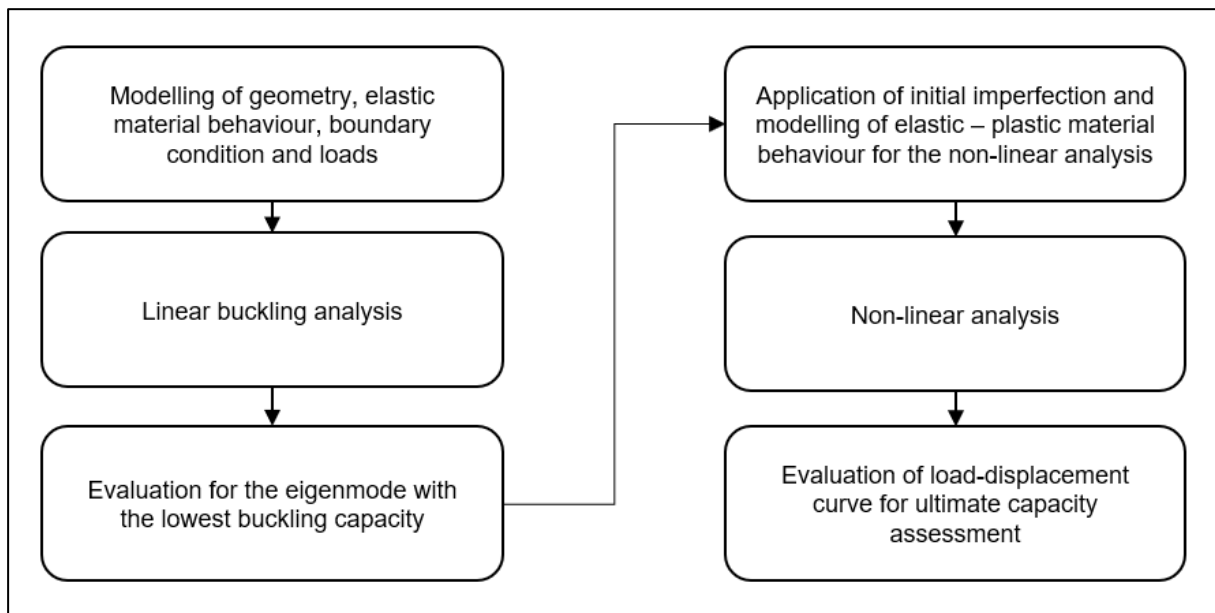 Modelling of geometry, elastic
material behaviour, boundary
condition and loads
Linear buckling analysis
Evaluation for the eigenmode with
the lowest buckling capacity
Application of initial imperfection and
modelling of elastic – plastic material
behaviour for the non-linear analysis
Non-linear analysis
Evaluation of load-displacement
curve for ultimate capacity
assessment